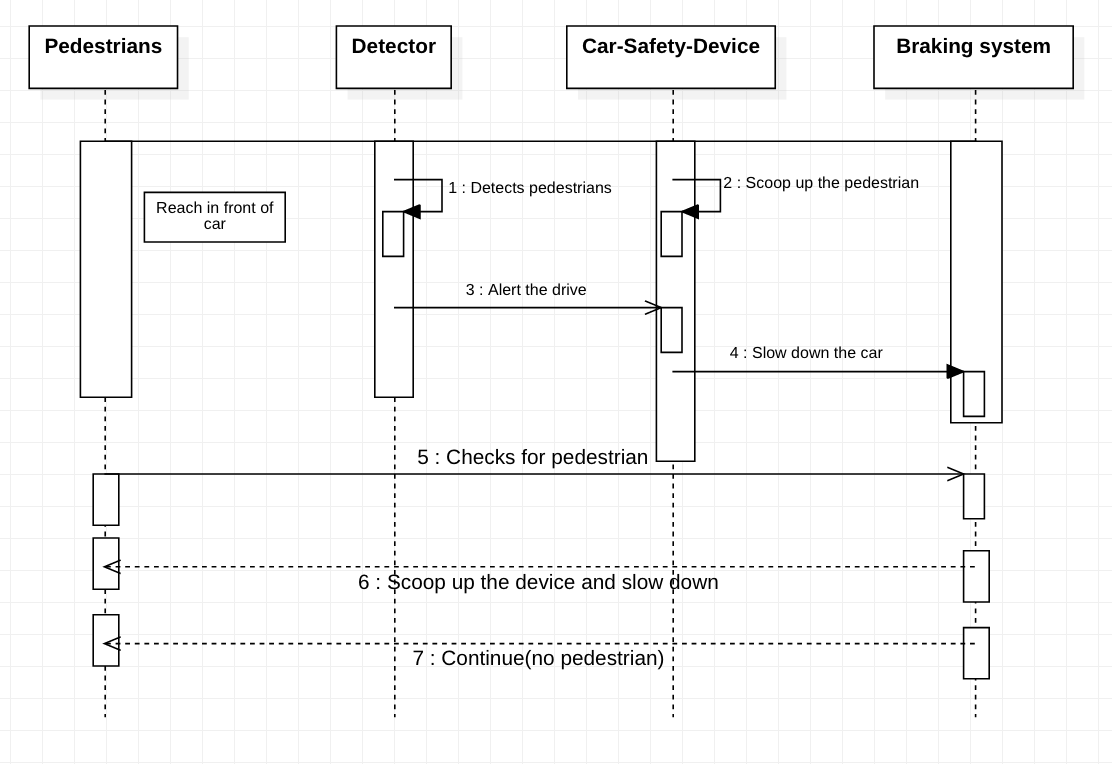 Pedestrians
Detector
Car-Safety-Device
Braking system
1 : Detects pedestrians
2 : Scoop up the pedestrian
Reach in front of
car
3 : Alert the drive
4 : Slow down the car
5 : Checks for pedestrian
6 : Scoop up the device and slow down
7 : Continue(no pedestrian)